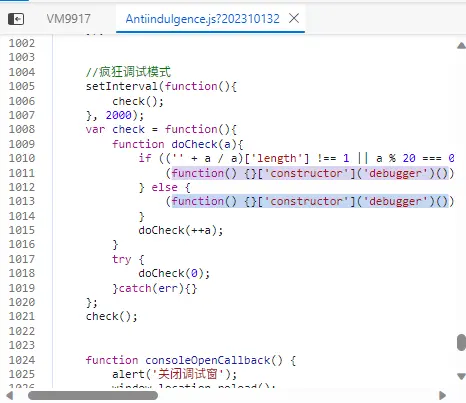 VM9917 Antiindulgence.js?202310132
1002
1003
1004 //疯狂调试模式
1005 setInterval(function(){
1006 check();
1007 }, 2000);
1008 var check = function(){
1009 function doCheck(a){
1010 if (('' + a / a)['length'] !== 1 || a % 20 === 0
1011 (function() {}['constructor']('debugger')())
1012 } else {
1013 (function() {}['constructor']('debugger')())
1014 }
1015 doCheck(++a);
1016 }
1017 try {
1018 doCheck(0);
1019 }catch(err){}
1020 };
1021 check();
1022
1023
1024 function consoleOpenCallback() {
1025 alert('关闭调试窗');
1026 window.location.reload();